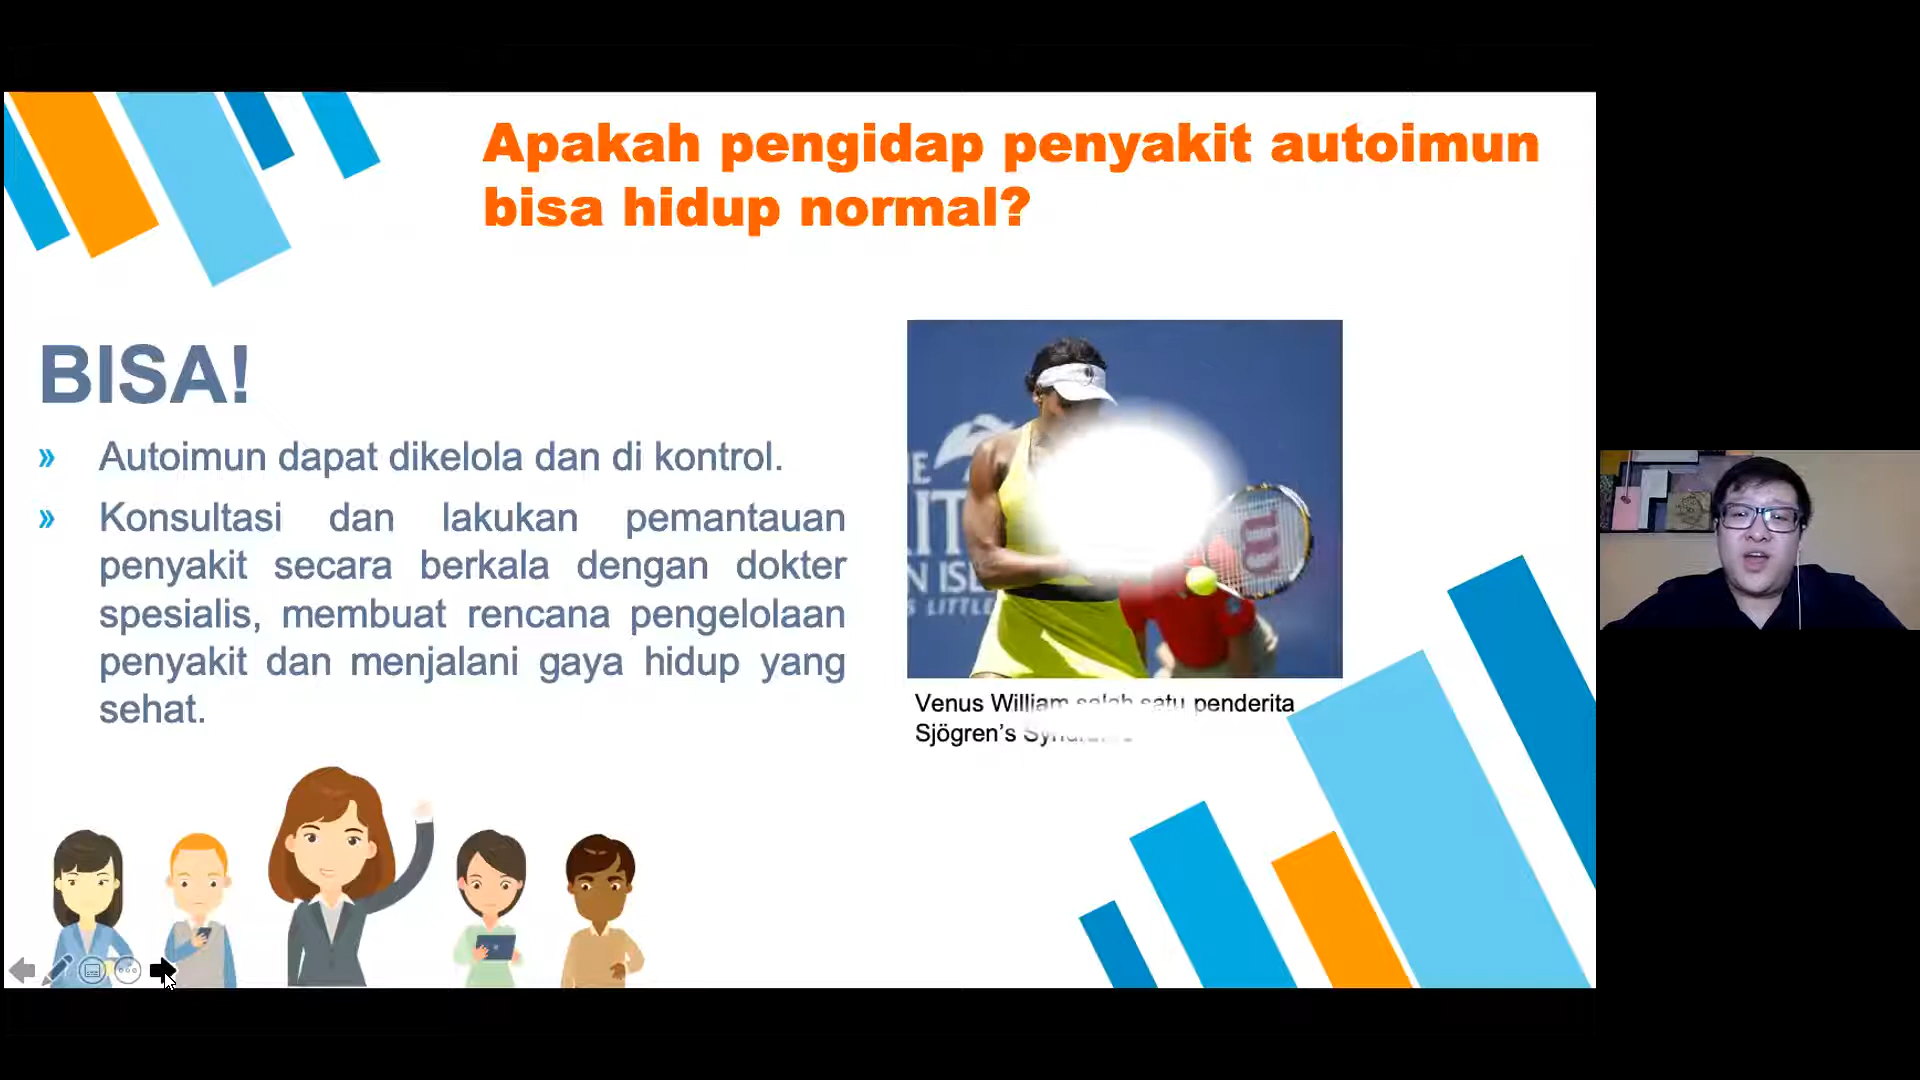 Apakah pengidap penyakit autoimun
bisa hidup normal?
BISA!
» Autoimun dapat dikelola dan di kontrol.
» Konsultasi dan lakukan pemantauan
penyakit secara berkala dengan dokter
spesialis, membuat rencana pengelolaan
penyakit dan menjalani gaya hidup yang
sehat.
Venus William salah satu penderita
Sjögren’s